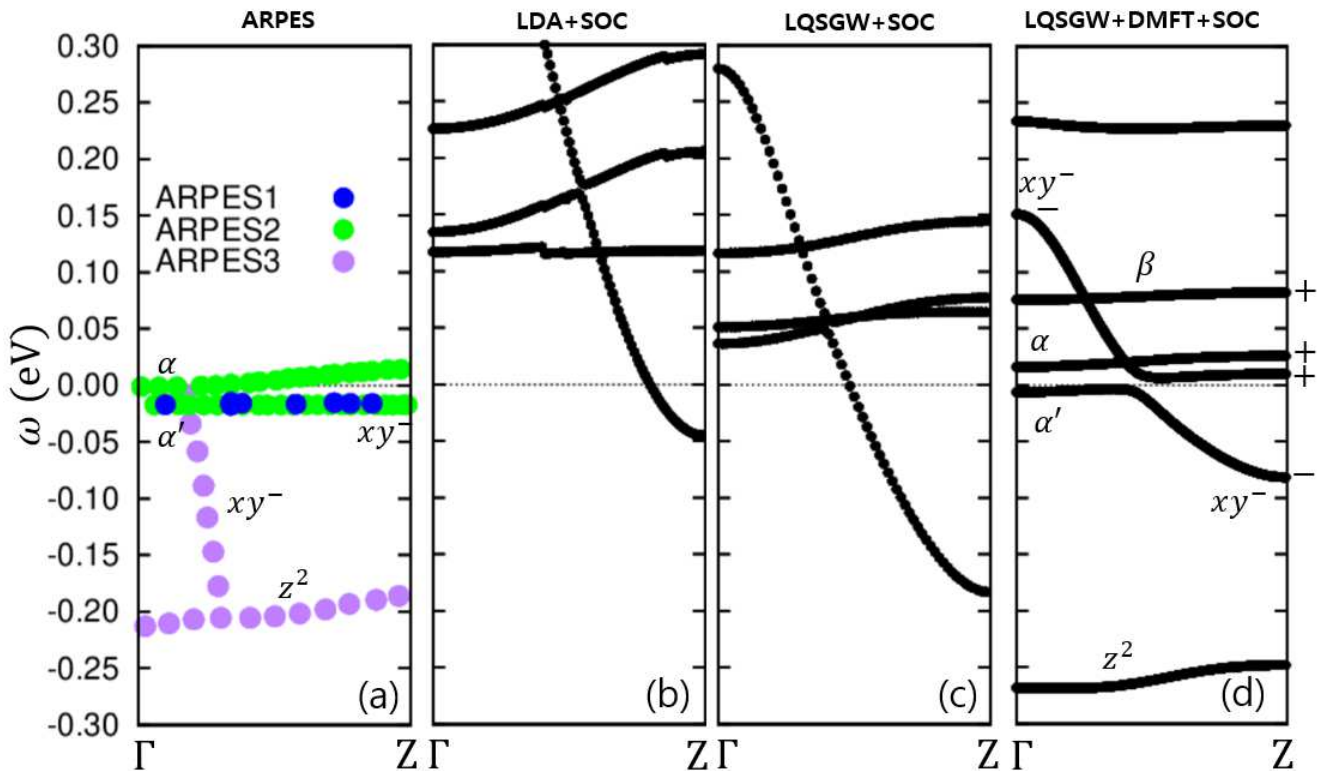 ARPES
LDA+SOC
LQSGW+SOC
LQSGW+DMFT+SOC
ω (eV)
0.30
0.25
0.20
0.15
0.10
0.05
0.00
-0.05
-0.10
-0.15
-0.20
-0.25
-0.30
ARPES1
ARPES2
ARPES3
α
α′
xy⁻
xy⁻
z²
(a)
Γ
Z
(b)
(c)
Γ
Z
xy⁻
−
β
+
α
+
+
α′
−
xy⁻
z²
(d)
Γ
Z